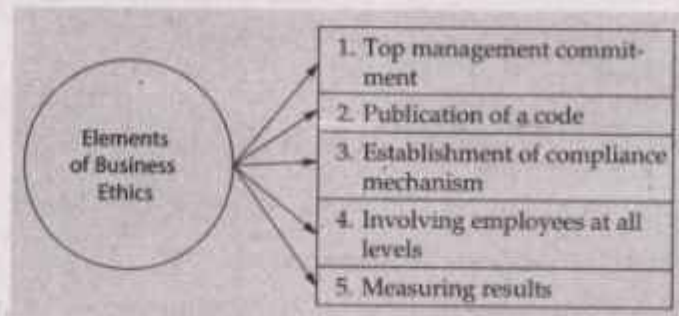 Elements
of Business
Ethics
1. Top management commit-
ment
2. Publication of a code
3. Establishment of compliance
mechanism
4. Involving employees at all
levels
5. Measuring results